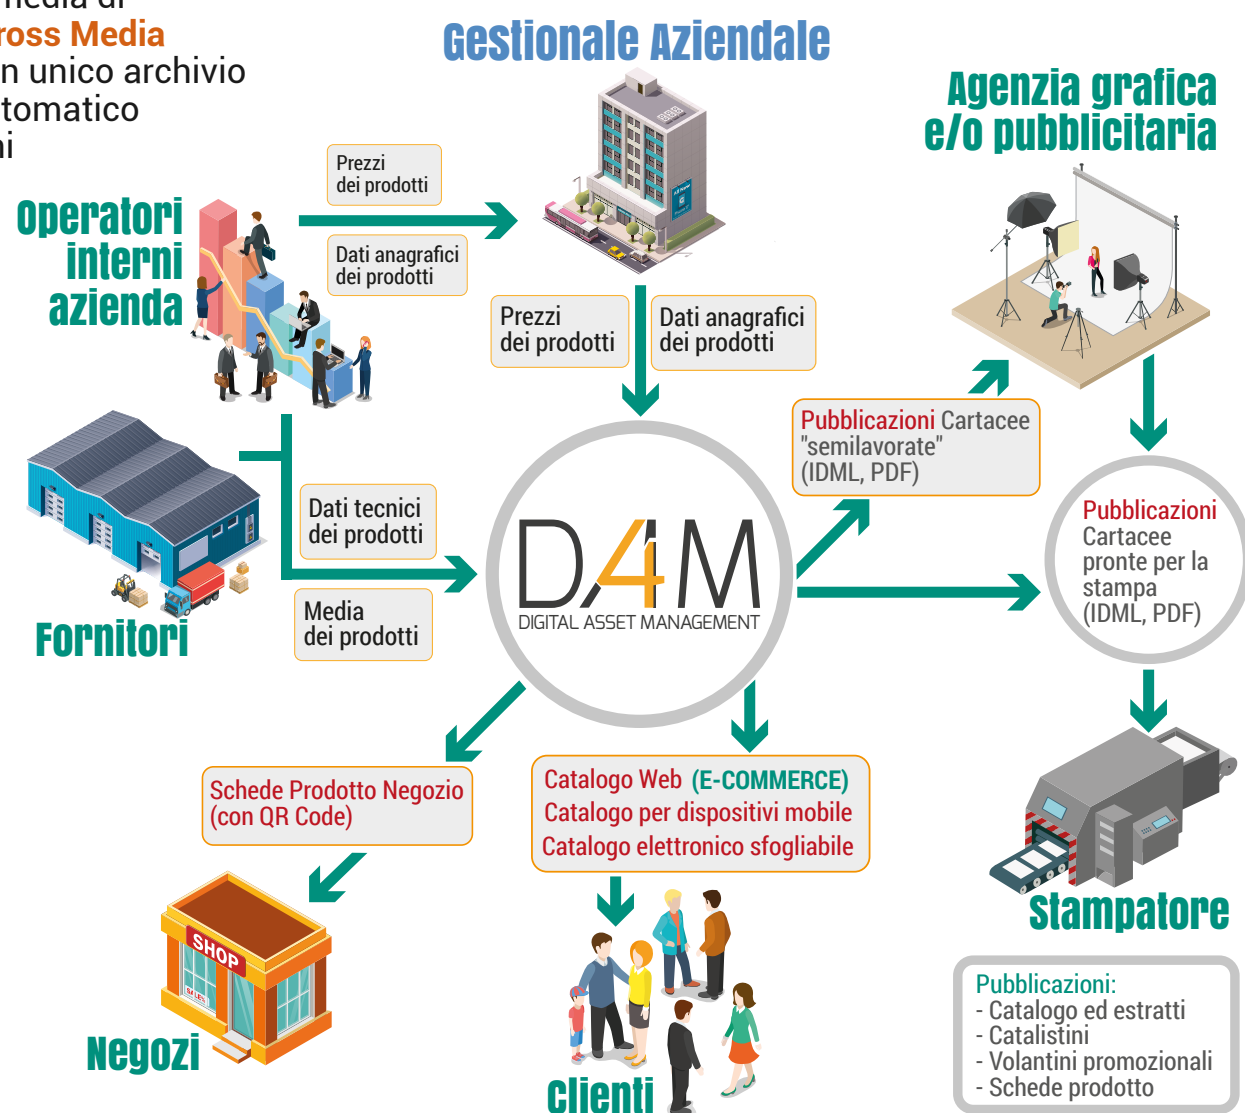 media di
ross Media
n unico archivio
tomatico
ni
Gestionale Aziendale
Agenzia grafica
e/o pubblicitaria
Prezzi
dei prodotti
Operatori
interni
azienda
Dati anagrafici
dei prodotti
Prezzi
dei prodotti
Dati anagrafici
dei prodotti
Pubblicazioni Cartacee
"semilavorate"
(IDML, PDF)
Dati tecnici
dei prodotti
Pubblicazioni
Cartacee
pronte per la
stampa
(IDML, PDF)
D4M
DIGITAL ASSET MANAGEMENT
Media
dei prodotti
Fornitori
Schede Prodotto Negozio
(con QR Code)
Catalogo Web (E-COMMERCE)
Catalogo per dispositivi mobile
Catalogo elettronico sfogliabile
Stampatore
SHOP
SALES
Negozi
Clienti
Pubblicazioni:
- Catalogo ed estratti
- Catalistini
- Volantini promozionali
- Schede prodotto